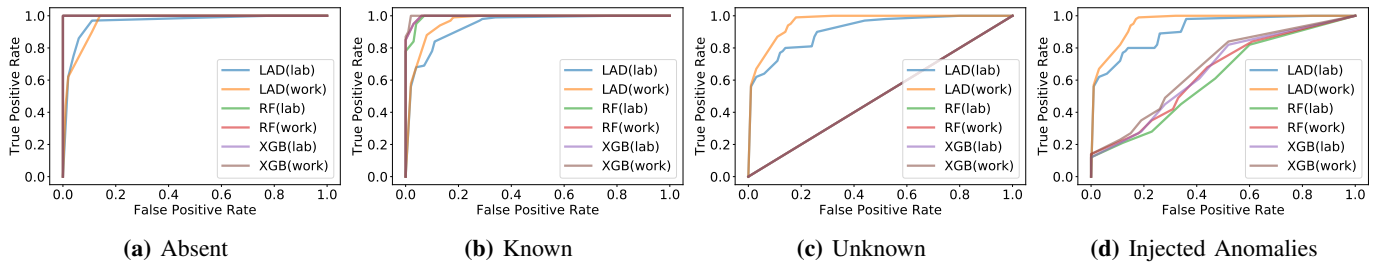 True Positive Rate
1.0
0.8
0.6
0.4
0.2
0.0
LAD(lab)
LAD(work)
RF(lab)
RF(work)
XGB(lab)
XGB(work)
0.0 0.2 0.4 0.6 0.8 1.0
False Positive Rate
(a) Absent
True Positive Rate
1.0
0.8
0.6
0.4
0.2
0.0
LAD(lab)
LAD(work)
RF(lab)
RF(work)
XGB(lab)
XGB(work)
0.0 0.2 0.4 0.6 0.8 1.0
False Positive Rate
(b) Known
True Positive Rate
1.0
0.8
0.6
0.4
0.2
0.0
LAD(lab)
LAD(work)
RF(lab)
RF(work)
XGB(lab)
XGB(work)
0.0 0.2 0.4 0.6 0.8 1.0
False Positive Rate
(c) Unknown
True Positive Rate
1.0
0.8
0.6
0.4
0.2
0.0
LAD(lab)
LAD(work)
RF(lab)
RF(work)
XGB(lab)
XGB(work)
0.0 0.2 0.4 0.6 0.8 1.0
False Positive Rate
(d) Injected Anomalies